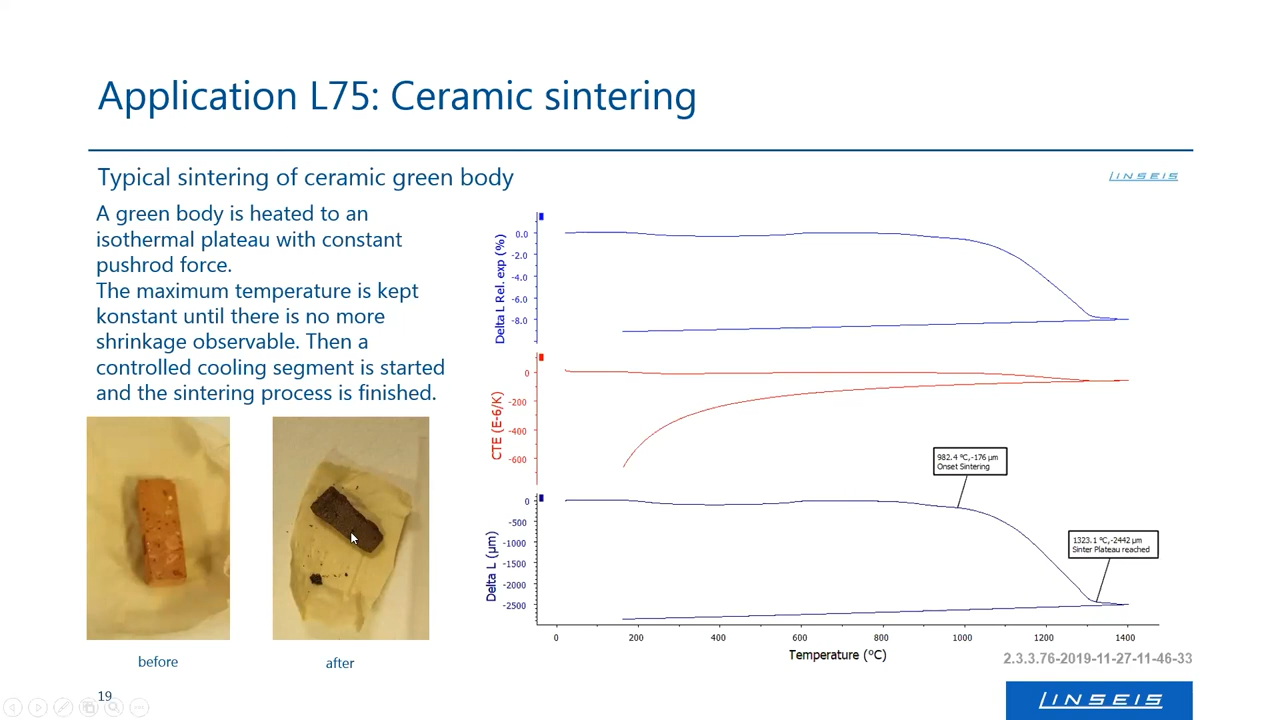 Application L75: Ceramic sintering
Typical sintering of ceramic green body
LINSEIS
A green body is heated to an
isothermal plateau with constant
pushrod force.
The maximum temperature is kept
konstant until there is no more
shrinkage observable. Then a
controlled cooling segment is started
and the sintering process is finished.
before
after
Delta L Rel. exp (%)
0.0
-2.0
-4.0
-6.0
-8.0
CTE (E-6/K)
0
-200
-400
-600
Delta L (µm)
0
-500
-1000
-1500
-2000
-2500
982.4 °C,-176 µm
Onset Sintering
1323.1 °C,-2442 µm
Sinter Plateau reached
0
200
400
600
800
1000
1200
1400
Temperature (°C)
2.3.3.76-2019-11-27-11-46-33
19
LINSEIS